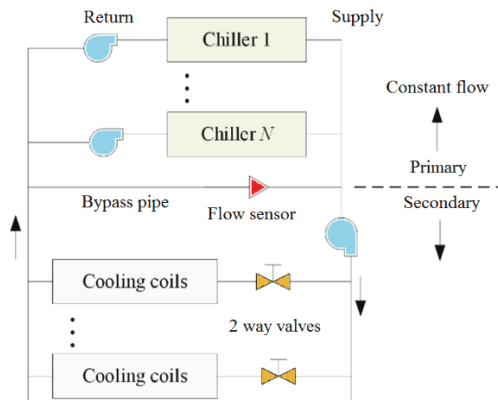 Return
Supply
Chiller 1
Constant flow
Chiller N
Primary
Bypass pipe
Flow sensor
Secondary
Cooling coils
2 way valves
Cooling coils